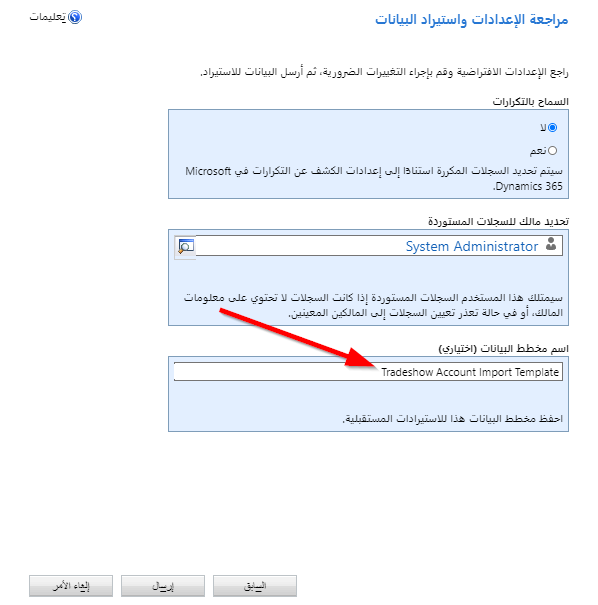 مراجعة الإعدادات واستيراد البيانات
تعليمات
راجع الإعدادات الافتراضية وقم بإجراء التغييرات الضرورية، ثم أرسل البيانات للاستيراد.
السماح بالتكرارات
لا
نعم
سيتم تحديد السجلات المكررة استنادًا إلى إعدادات الكشف عن التكرارات في Microsoft
Dynamics 365.
تحديد مالك للسجلات المستوردة
System Administrator
سيمتلك هذا المستخدم السجلات المستوردة إذا كانت السجلات لا تحتوي على معلومات
المالك، أو في حالة تعذر تعيين السجلات إلى المالكين المعينين.
اسم مخطط البيانات (اختياري)
Tradeshow Account Import Template
احفظ مخطط البيانات هذا للاستيرادات المستقبلية.
السابق
إرسال
إلغاء الأمر